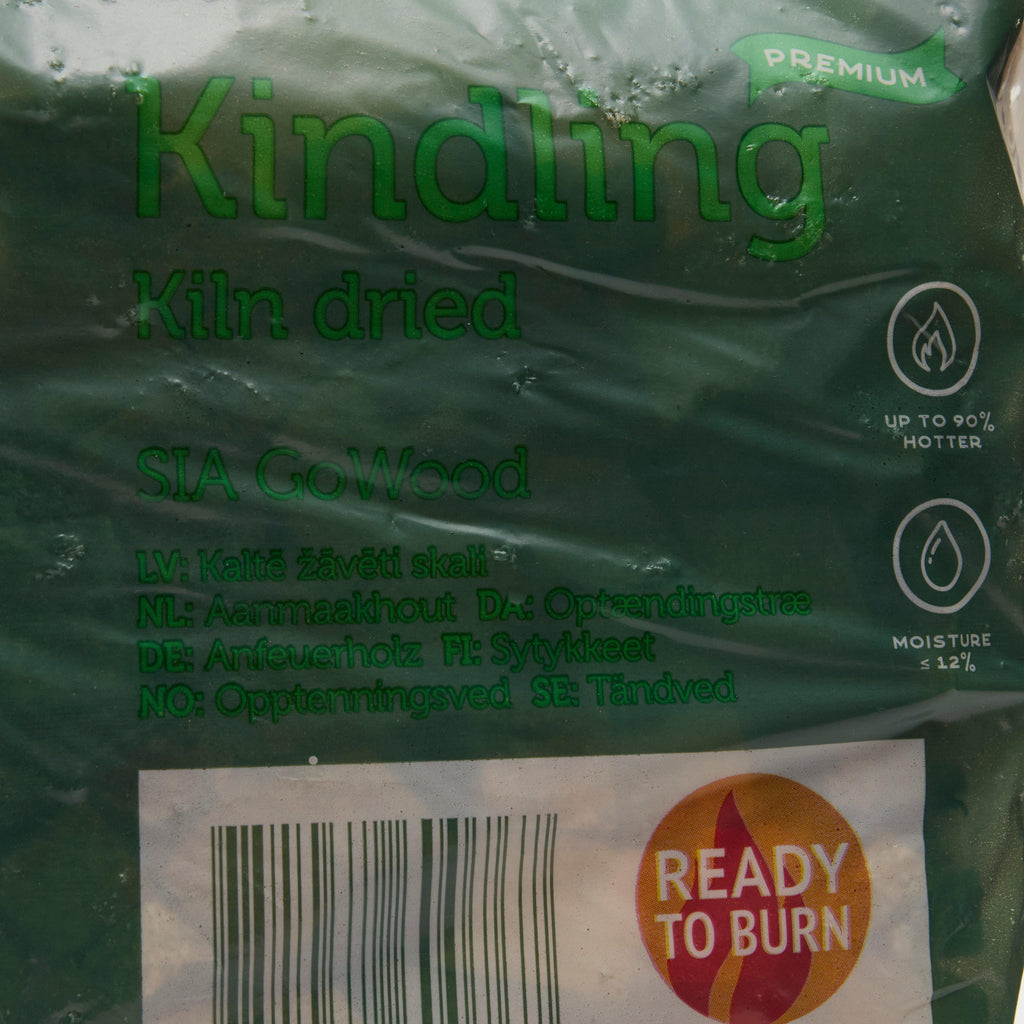 PREMIUM
Kindling
Kiln dried
UP TO 90%
HOTTER
SIA GoWood
LV: Kaltē žāvēti skali
NL: Aanmaakhout DA: Optændingstræ
DE: Anfeuerholz FI: Sytykkeet
NO: Opptenningsved SE: Tändved
MOISTURE
≤ 12%
READY
TO BURN